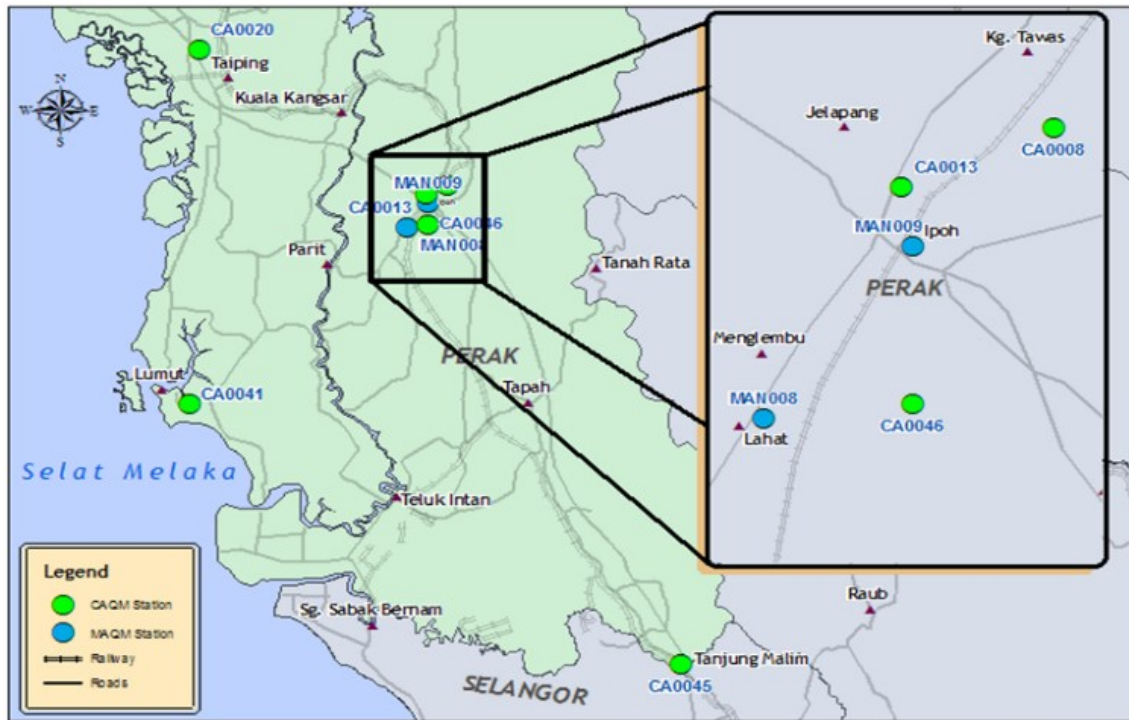 CA0020
Taiping
Kuala Kangsar
N
W E
S
MAN009
CA0013
CA0046
MAN008
Parit
Tanah Rata
PERAK
Lumut
CA0041
Tapah
Selat Melaka
Teluk Intan
Sg. Sabak Bernam
SELANGOR
Tanjung Malim
CA0045
Raub
Kg. Tawas
Jelapang
CA0008
CA0013
MAN009
Ipoh
PERAK
Menglembu
MAN008
Lahat
CA0046
Legend
CAQM Station
MAQM Station
Railway
Roads